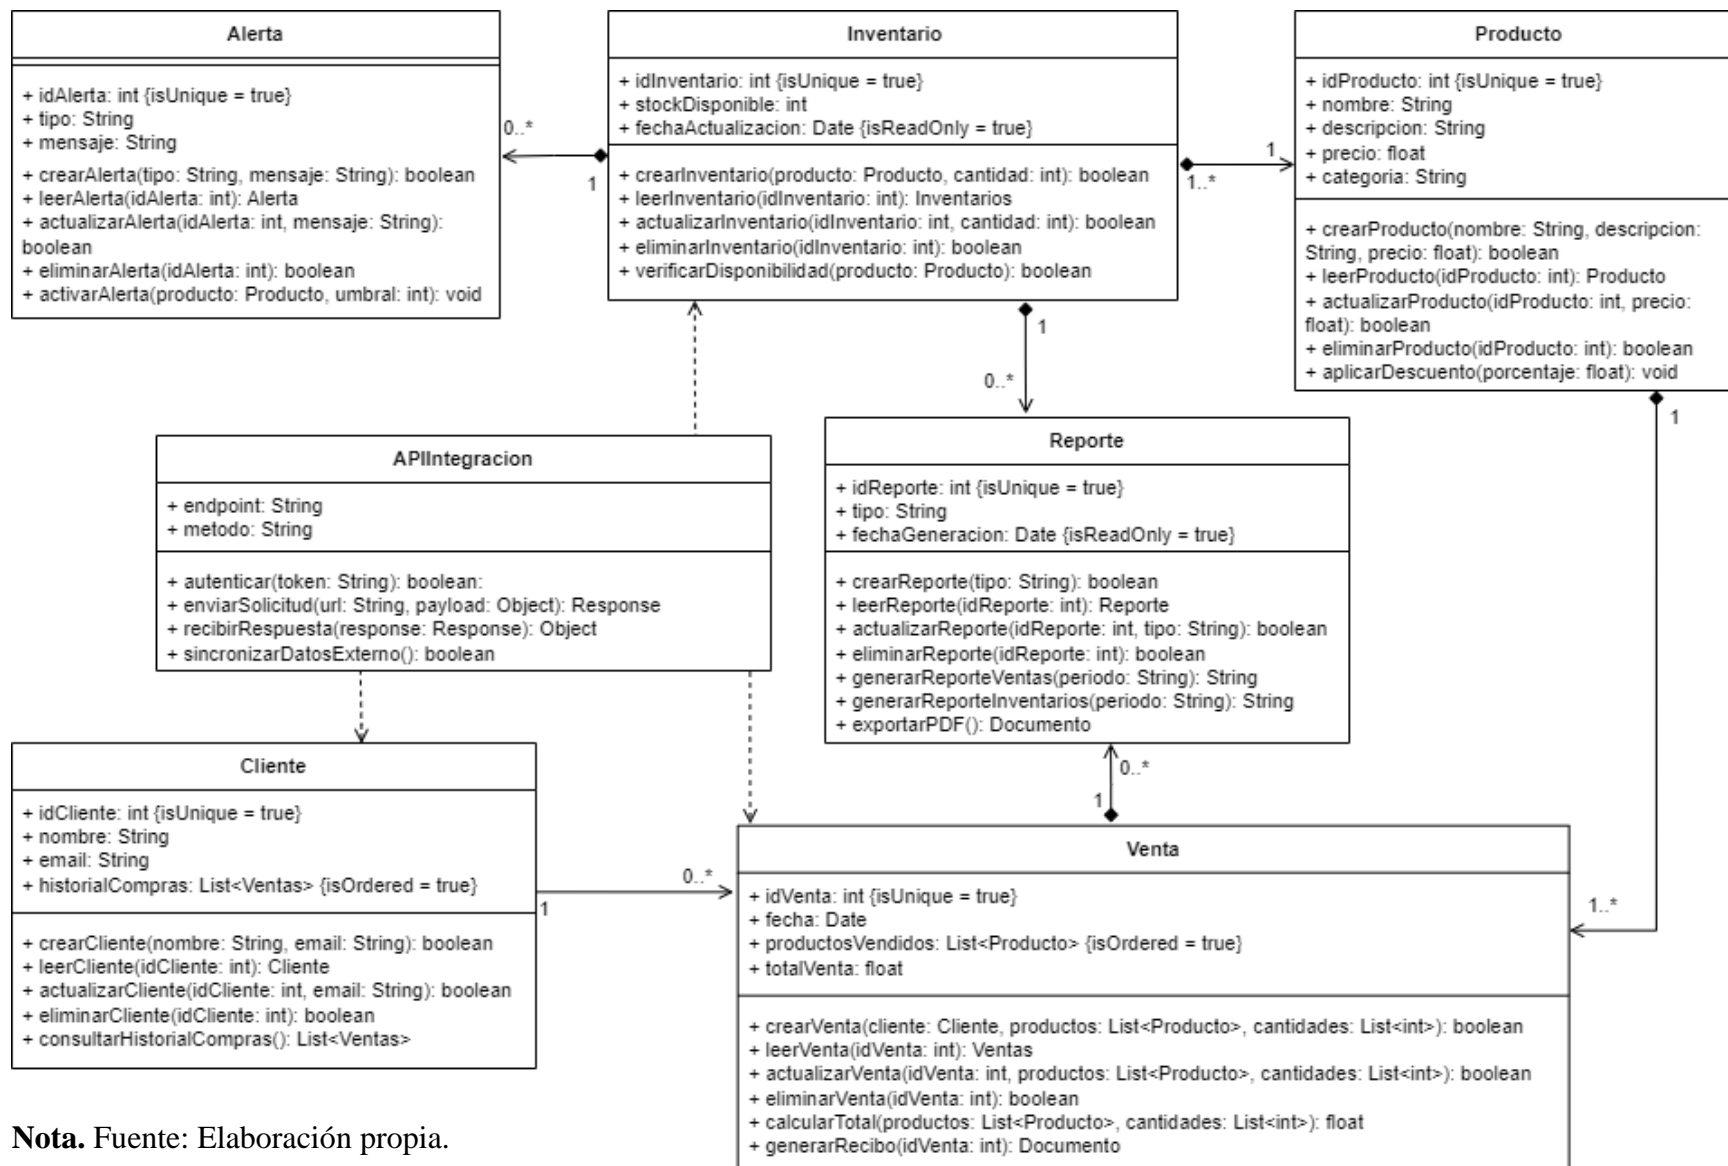 Alerta
+ idAlerta: int {isUnique = true}
+ tipo: String
+ mensaje: String
+ crearAlerta(tipo: String, mensaje: String): boolean
+ leerAlerta(idAlerta: int): Alerta
+ actualizarAlerta(idAlerta: int, mensaje: String):
boolean
+ eliminarAlerta(idAlerta: int): boolean
+ activarAlerta(producto: Producto, umbral: int): void
0..*
1
Inventario
+ idInventario: int {isUnique = true}
+ stockDisponible: int
+ fechaActualizacion: Date {isReadOnly = true}
+ crearInventario(producto: Producto, cantidad: int): boolean
+ leerInventario(idInventario: int): Inventarios
+ actualizarInventario(idInventario: int, cantidad: int): boolean
+ eliminarInventario(idInventario: int): boolean
+ verificarDisponibilidad(producto: Producto): boolean
1
1..*
Producto
+ idProducto: int {isUnique = true}
+ nombre: String
+ descripcion: String
+ precio: float
+ categoria: String
+ crearProducto(nombre: String, descripcion:
String, precio: float): boolean
+ leerProducto(idProducto: int): Producto
+ actualizarProducto(idProducto: int, precio:
float): boolean
+ eliminarProducto(idProducto: int): boolean
+ aplicarDescuento(porcentaje: float): void
1
0..*
1
APIIntegracion
+ endpoint: String
+ metodo: String
+ autenticar(token: String): boolean:
+ enviarSolicitud(url: String, payload: Object): Response
+ recibirRespuesta(response: Response): Object
+ sincronizarDatosExterno(): boolean
Reporte
+ idReporte: int {isUnique = true}
+ tipo: String
+ fechaGeneracion: Date {isReadOnly = true}
+ crearReporte(tipo: String): boolean
+ leerReporte(idReporte: int): Reporte
+ actualizarReporte(idReporte: int, tipo: String): boolean
+ eliminarReporte(idReporte: int): boolean
+ generarReporteVentas(periodo: String): String
+ generarReporteInventarios(periodo: String): String
+ exportarPDF(): Documento
0..*
1
Cliente
+ idCliente: int {isUnique = true}
+ nombre: String
+ email: String
+ historialCompras: List<Ventas> {isOrdered = true}
+ crearCliente(nombre: String, email: String): boolean
+ leerCliente(idCliente: int): Cliente
+ actualizarCliente(idCliente: int, email: String): boolean
+ eliminarCliente(idCliente: int): boolean
+ consultarHistorialCompras(): List<Ventas>
0..*
1
Venta
+ idVenta: int {isUnique = true}
+ fecha: Date
+ productosVendidos: List<Producto> {isOrdered = true}
+ totalVenta: float
+ crearVenta(cliente: Cliente, productos: List<Producto>, cantidades: List<int>): boolean
+ leerVenta(idVenta: int): Ventas
+ actualizarVenta(idVenta: int, productos: List<Producto>, cantidades: List<int>): boolean
+ eliminarVenta(idVenta: int): boolean
+ calcularTotal(productos: List<Producto>, cantidades: List<int>): float
+ generarRecibo(idVenta: int): Documento
1..*
Nota. Fuente: Elaboración propia.